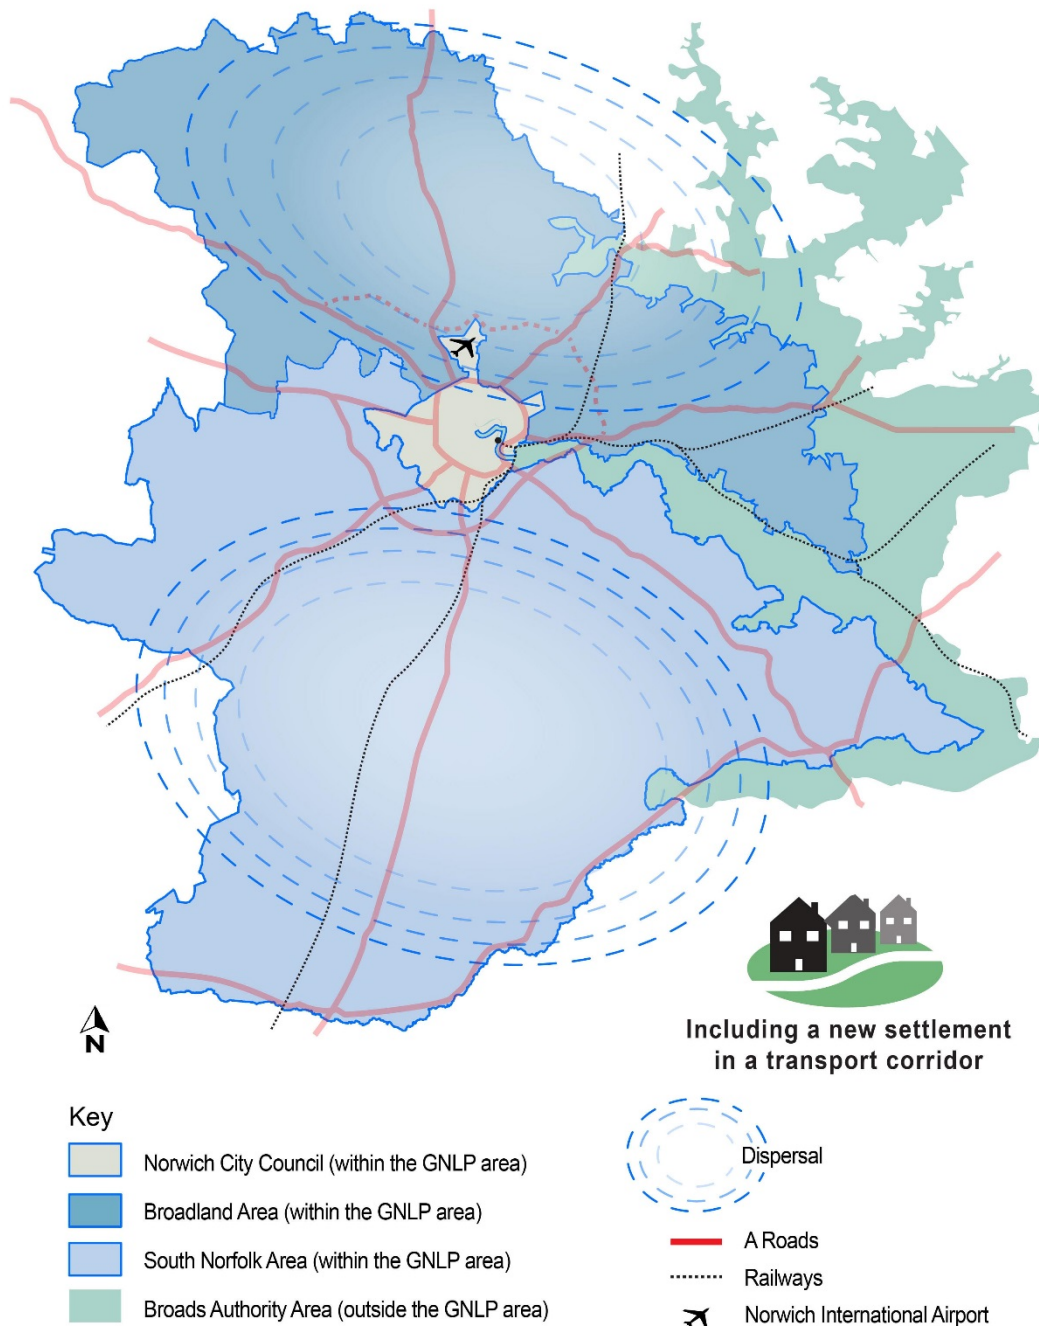 N
Including a new settlement
in a transport corridor
Key
Norwich City Council (within the GNLP area)
Broadland Area (within the GNLP area)
South Norfolk Area (within the GNLP area)
Broads Authority Area (outside the GNLP area)
Dispersal
A Roads
Railways
Norwich International Airport